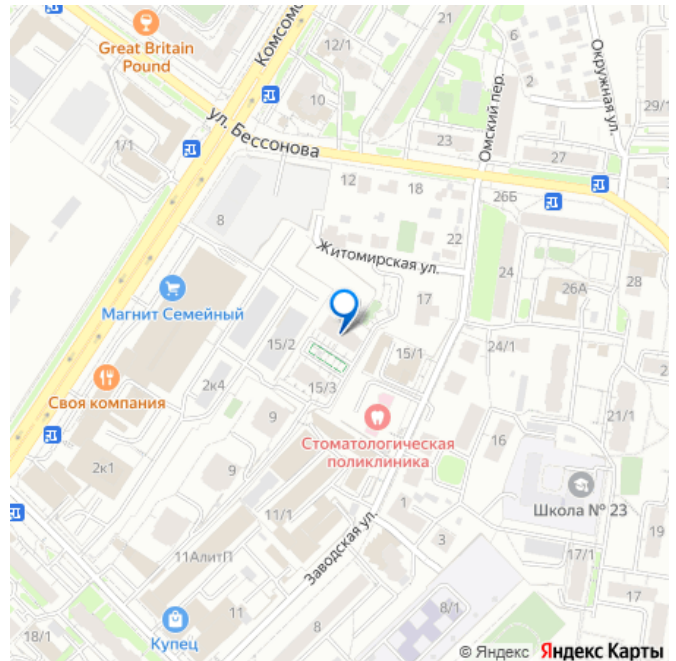 21
Great Britain
Pound
Комсомо
12/1
6
2
Омский пер.
Окружная ул.
10
29/1
ул. Бессонова
1/1
23
27
12
18
26Б
8
22
Житомирская ул.
24
26А
28
Магнит Семейный
17
15/2
15/1
24/1
2к4
15/3
Своя компания
9
21/1
Стоматологическая
поликлиника
16
2к1
9
Школа № 23
11/1
1
3
19
Заводская ул.
11АлитП
17/1
17
8/1
11
8
18/1
Купец
© Яндекс Яндекс Карты